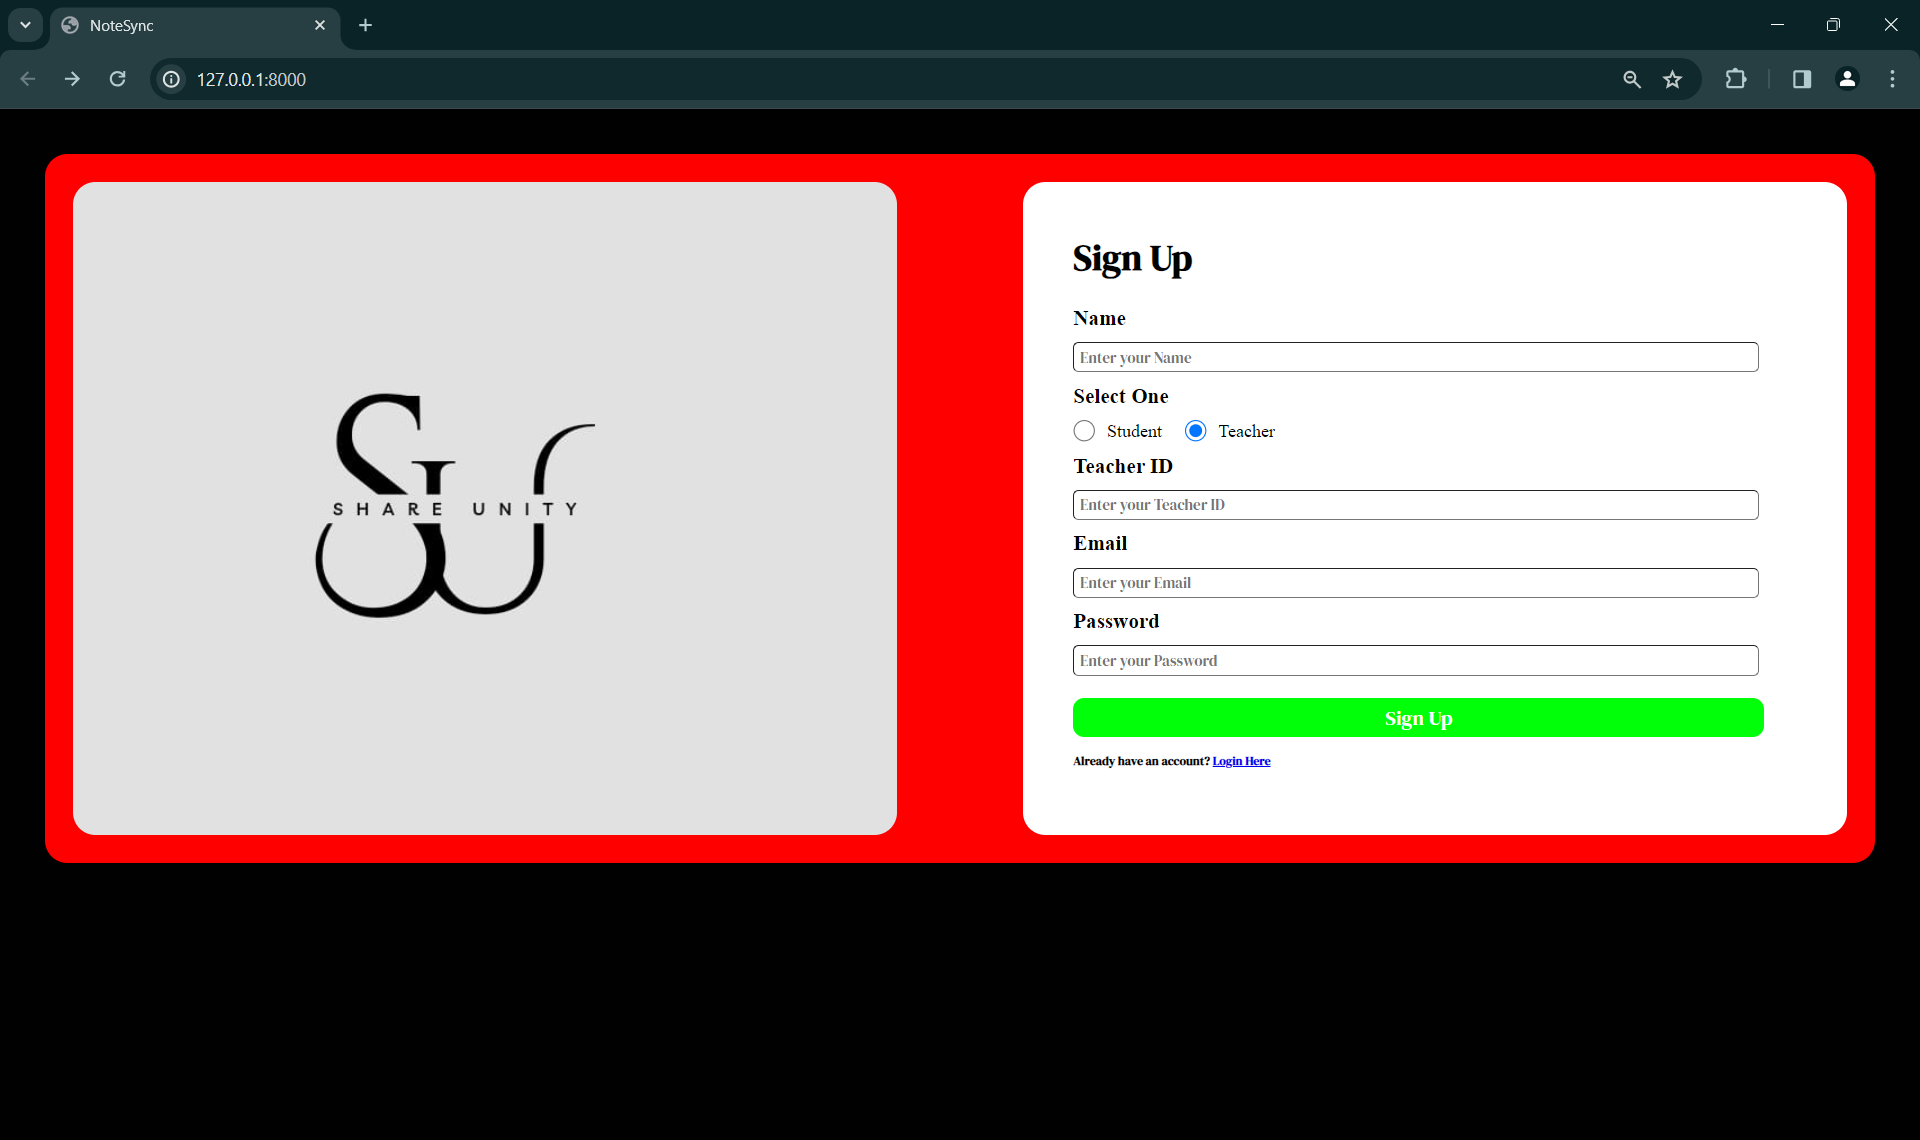 NoteSync
127.0.0.1:8000
SU
SHARE UNITY
Sign Up
Name
Enter your Name
Select One
Student Teacher
Teacher ID
Enter your Teacher ID
Email
Enter your Email
Password
Enter your Password
Sign Up
Already have an account? Login Here